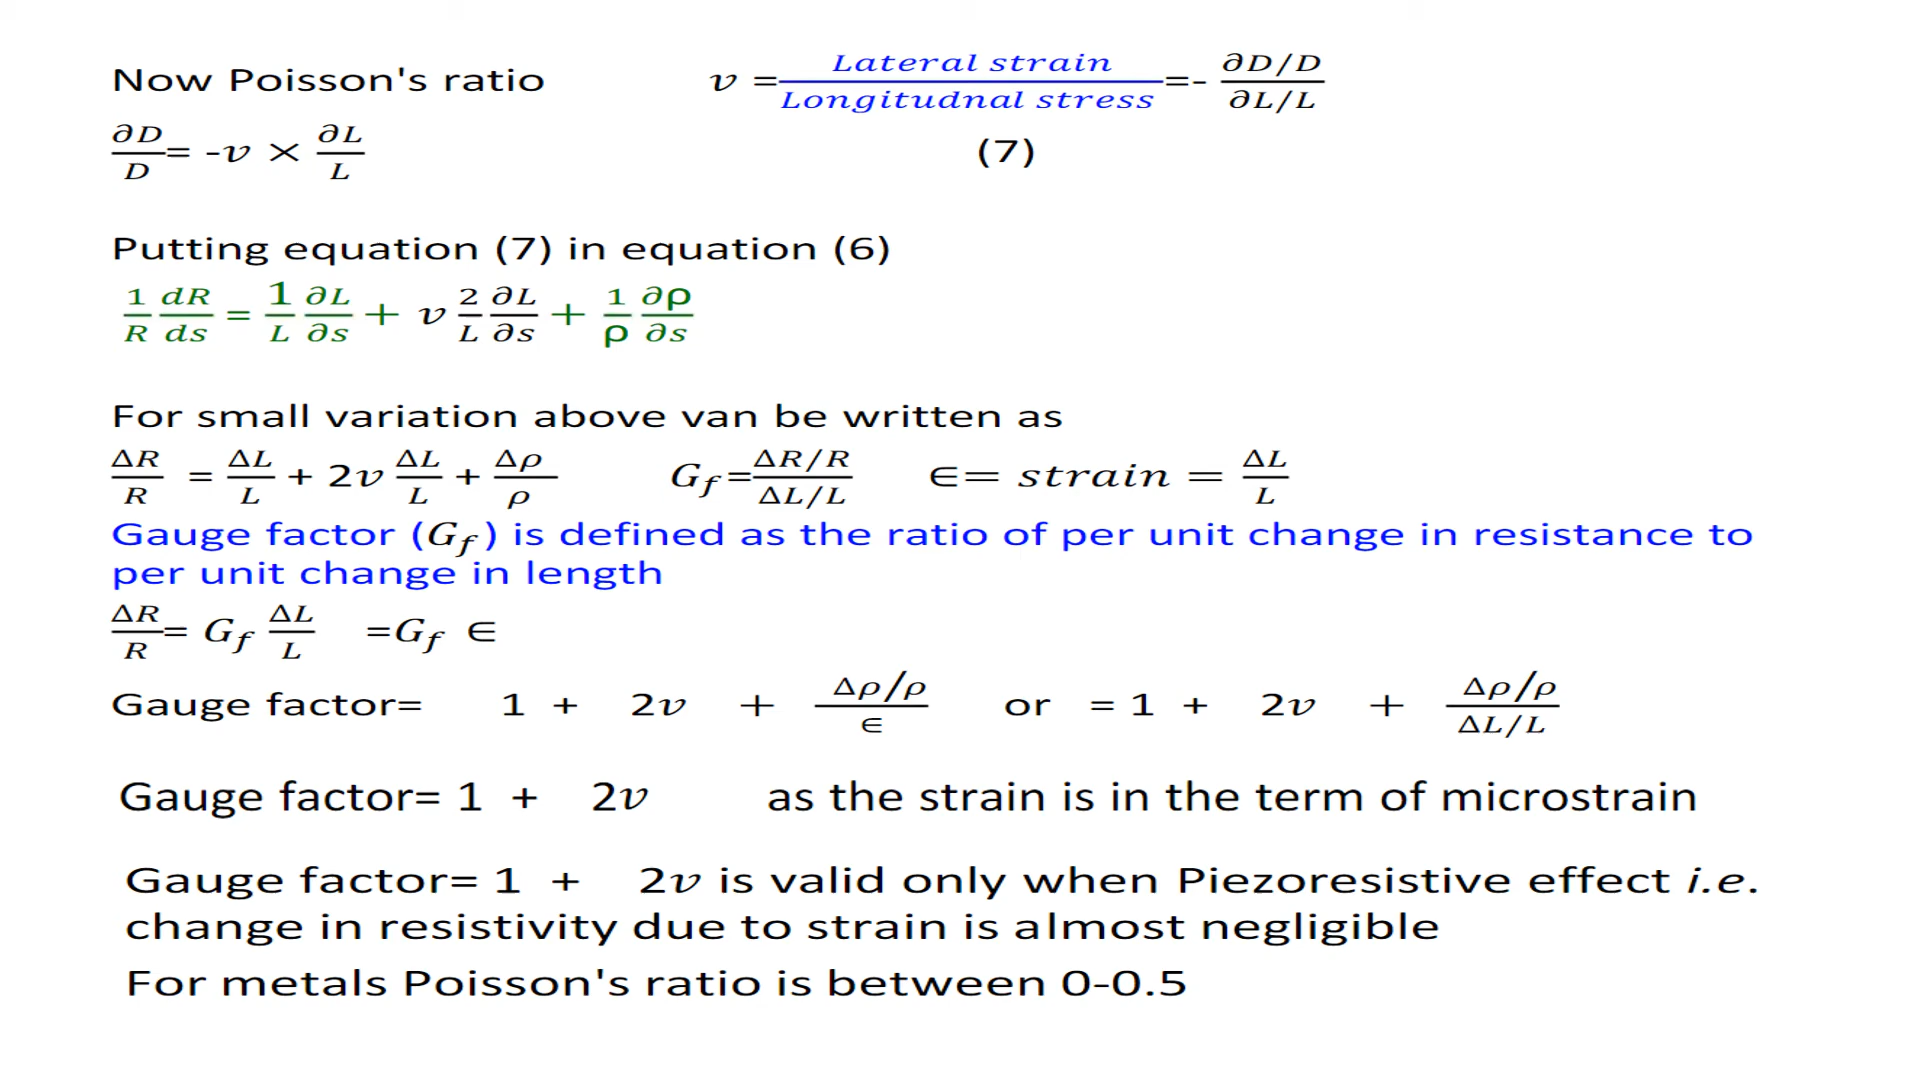 Now Poisson's ratio 𝜈 = Lateral strain / Longitudnal stress =- ∂D/D / ∂L/L
∂D/D = -𝜈 × ∂L/L (7)
Putting equation (7) in equation (6)
1/R dR/ds = 1/L ∂L/∂s + 𝜈 2/L ∂L/∂s + 1/ρ ∂ρ/∂s
For small variation above van be written as
ΔR/R = ΔL/L + 2𝜈 ΔL/L + Δρ/ρ G_f = ΔR/R / ΔL/L ∈= strain = ΔL/L
Gauge factor (G_f) is defined as the ratio of per unit change in resistance to
per unit change in length
ΔR/R = G_f ΔL/L =G_f ∈
Gauge factor= 1 + 2𝜈 + Δρ/ρ / ∈ or = 1 + 2𝜈 + Δρ/ρ / ΔL/L
Gauge factor= 1 + 2𝜈 as the strain is in the term of microstrain
Gauge factor= 1 + 2𝜈 is valid only when Piezoresistive effect i.e.
change in resistivity due to strain is almost negligible
For metals Poisson's ratio is between 0-0.5